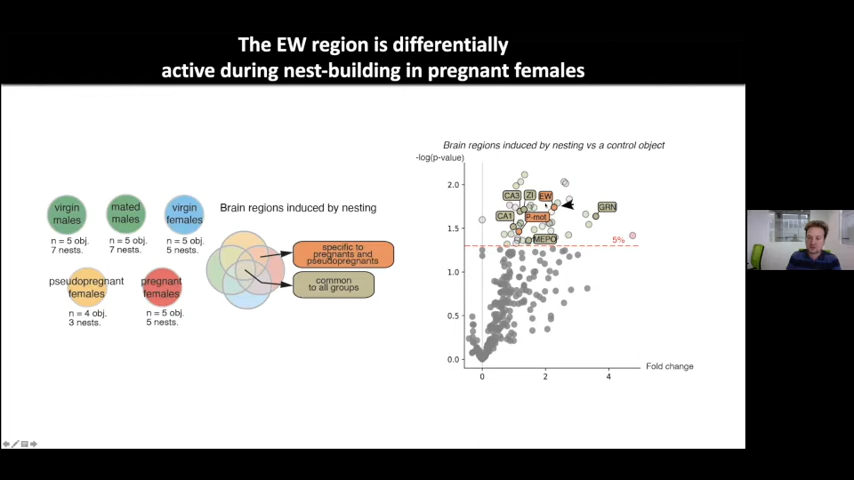 The EW region is differentially
active during nest-building in pregnant females
virgin
males
n = 5 obj.
7 nests.
mated
males
n = 5 obj.
7 nests.
virgin
females
n = 5 obj.
5 nests.
pseudopregnant
females
n = 4 obj.
3 nests.
pregnant
females
n = 5 obj.
5 nests.
Brain regions induced by nesting
specific to
pregnants and
pseudopregnants
common
to all groups
Brain regions induced by nesting vs a control object
-log(p-value)
2.0
1.5
1.0
0.5
0.0
CA3
ZI
EW
GRN
CA1
P-mot
MEPO
5%
0
2
4
Fold change